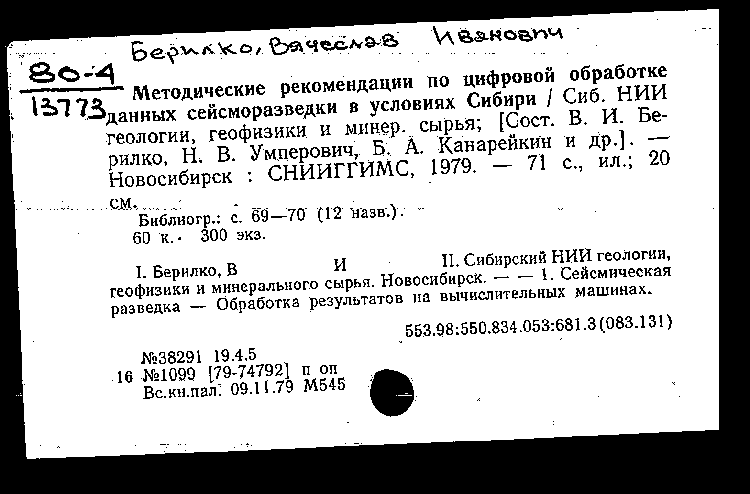 Берилко, Вячеслав Иванович
80-4
13773
Методические рекомендации по цифровой обработке
данных сейсморазведки в условиях Сибири / Сиб. НИИ
геологии, геофизики и минер. сырья; [Сост. В. И. Бе-
рилко, Н. В. Умперович, Б. А. Канарейкин и др.]. —
Новосибирск : СНИИГГИМС, 1979. — 71 с., ил.; 20
см.
Библиогр.: с. 69—70 (12 назв.).
60 к. 300 экз.
I. Берилко, В И II. Сибирский НИИ геологии,
геофизики и минерального сырья. Новосибирск. — — 1. Сейсмическая
разведка — Обработка результатов на вычислительных машинах.
553.98:550.834.053:681.3(083.131)
№38291 19.4.5
16 №1099 [79-74792] п оп
Вс.кн.пал. 09.11.79 М545